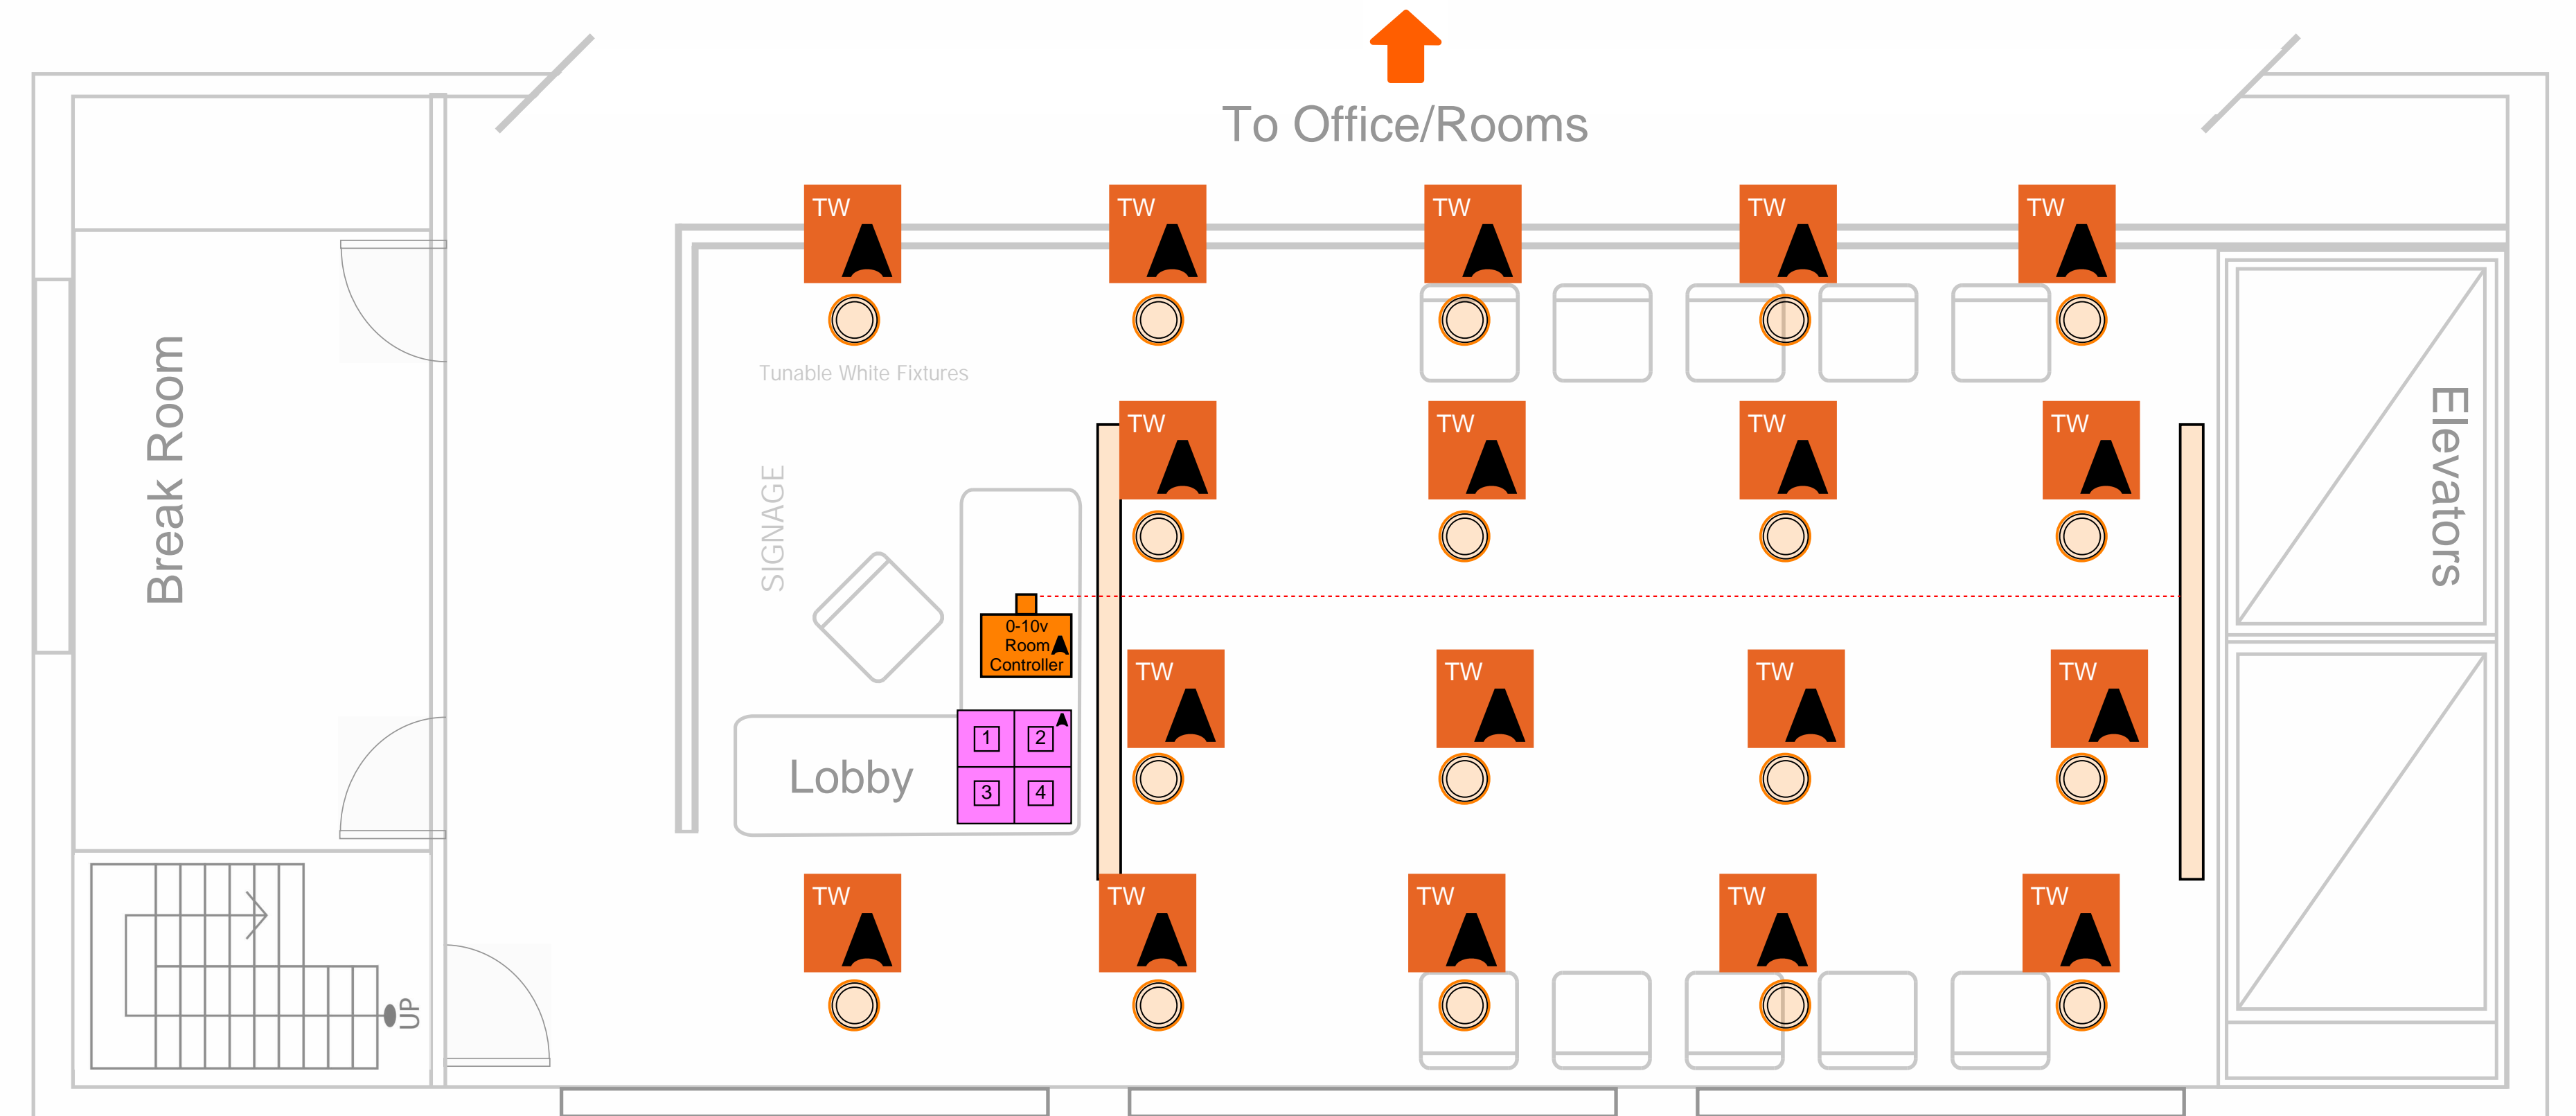 To Office/Rooms
TW
TW
TW
TW
TW
Break Room
Tunable White Fixtures
Elevators
TW
TW
TW
TW
SIGNAGE
0-10v
Room
Controller
TW
TW
TW
TW
1
2
Lobby
3
4
TW
TW
TW
TW
TW
UP